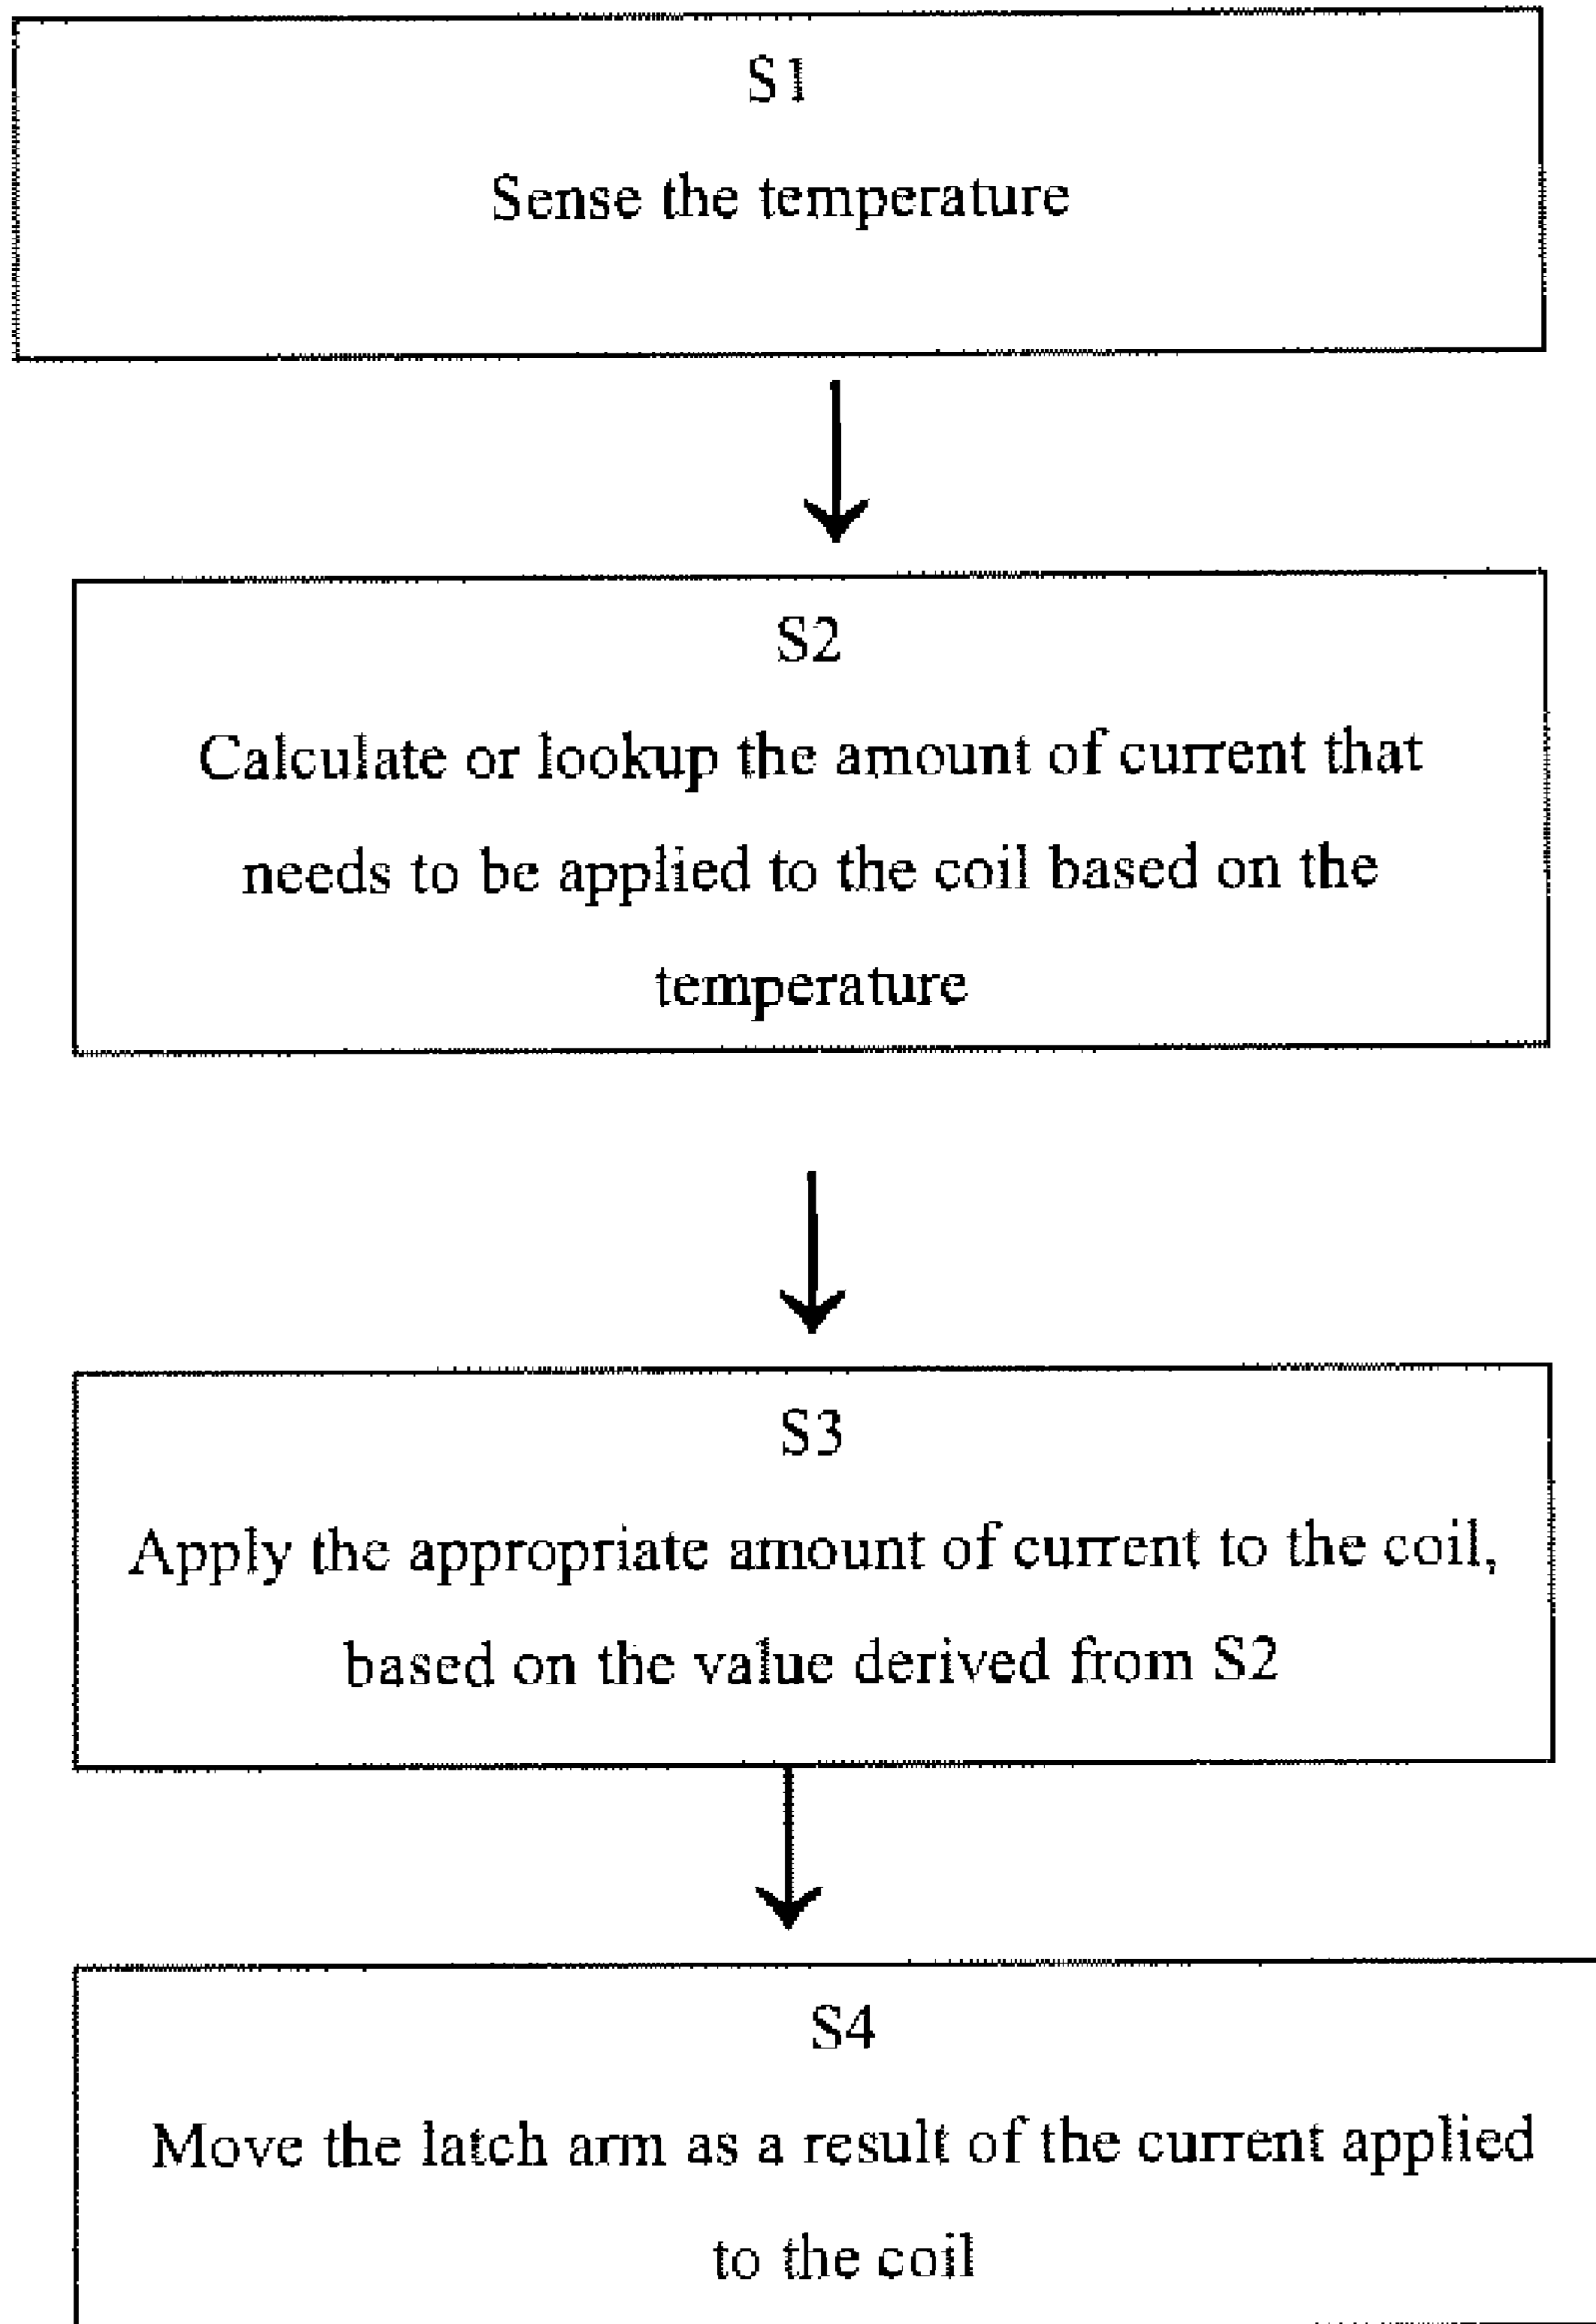 S1
Sense the temperature
S2
Calculate or lookup the amount of current that
needs to be applied to the coil based on the
temperature
S3
Apply the appropriate amount of current to the coil,
based on the value derived from S2
S4
Move the latch arm as a result of the current applied
to the coil